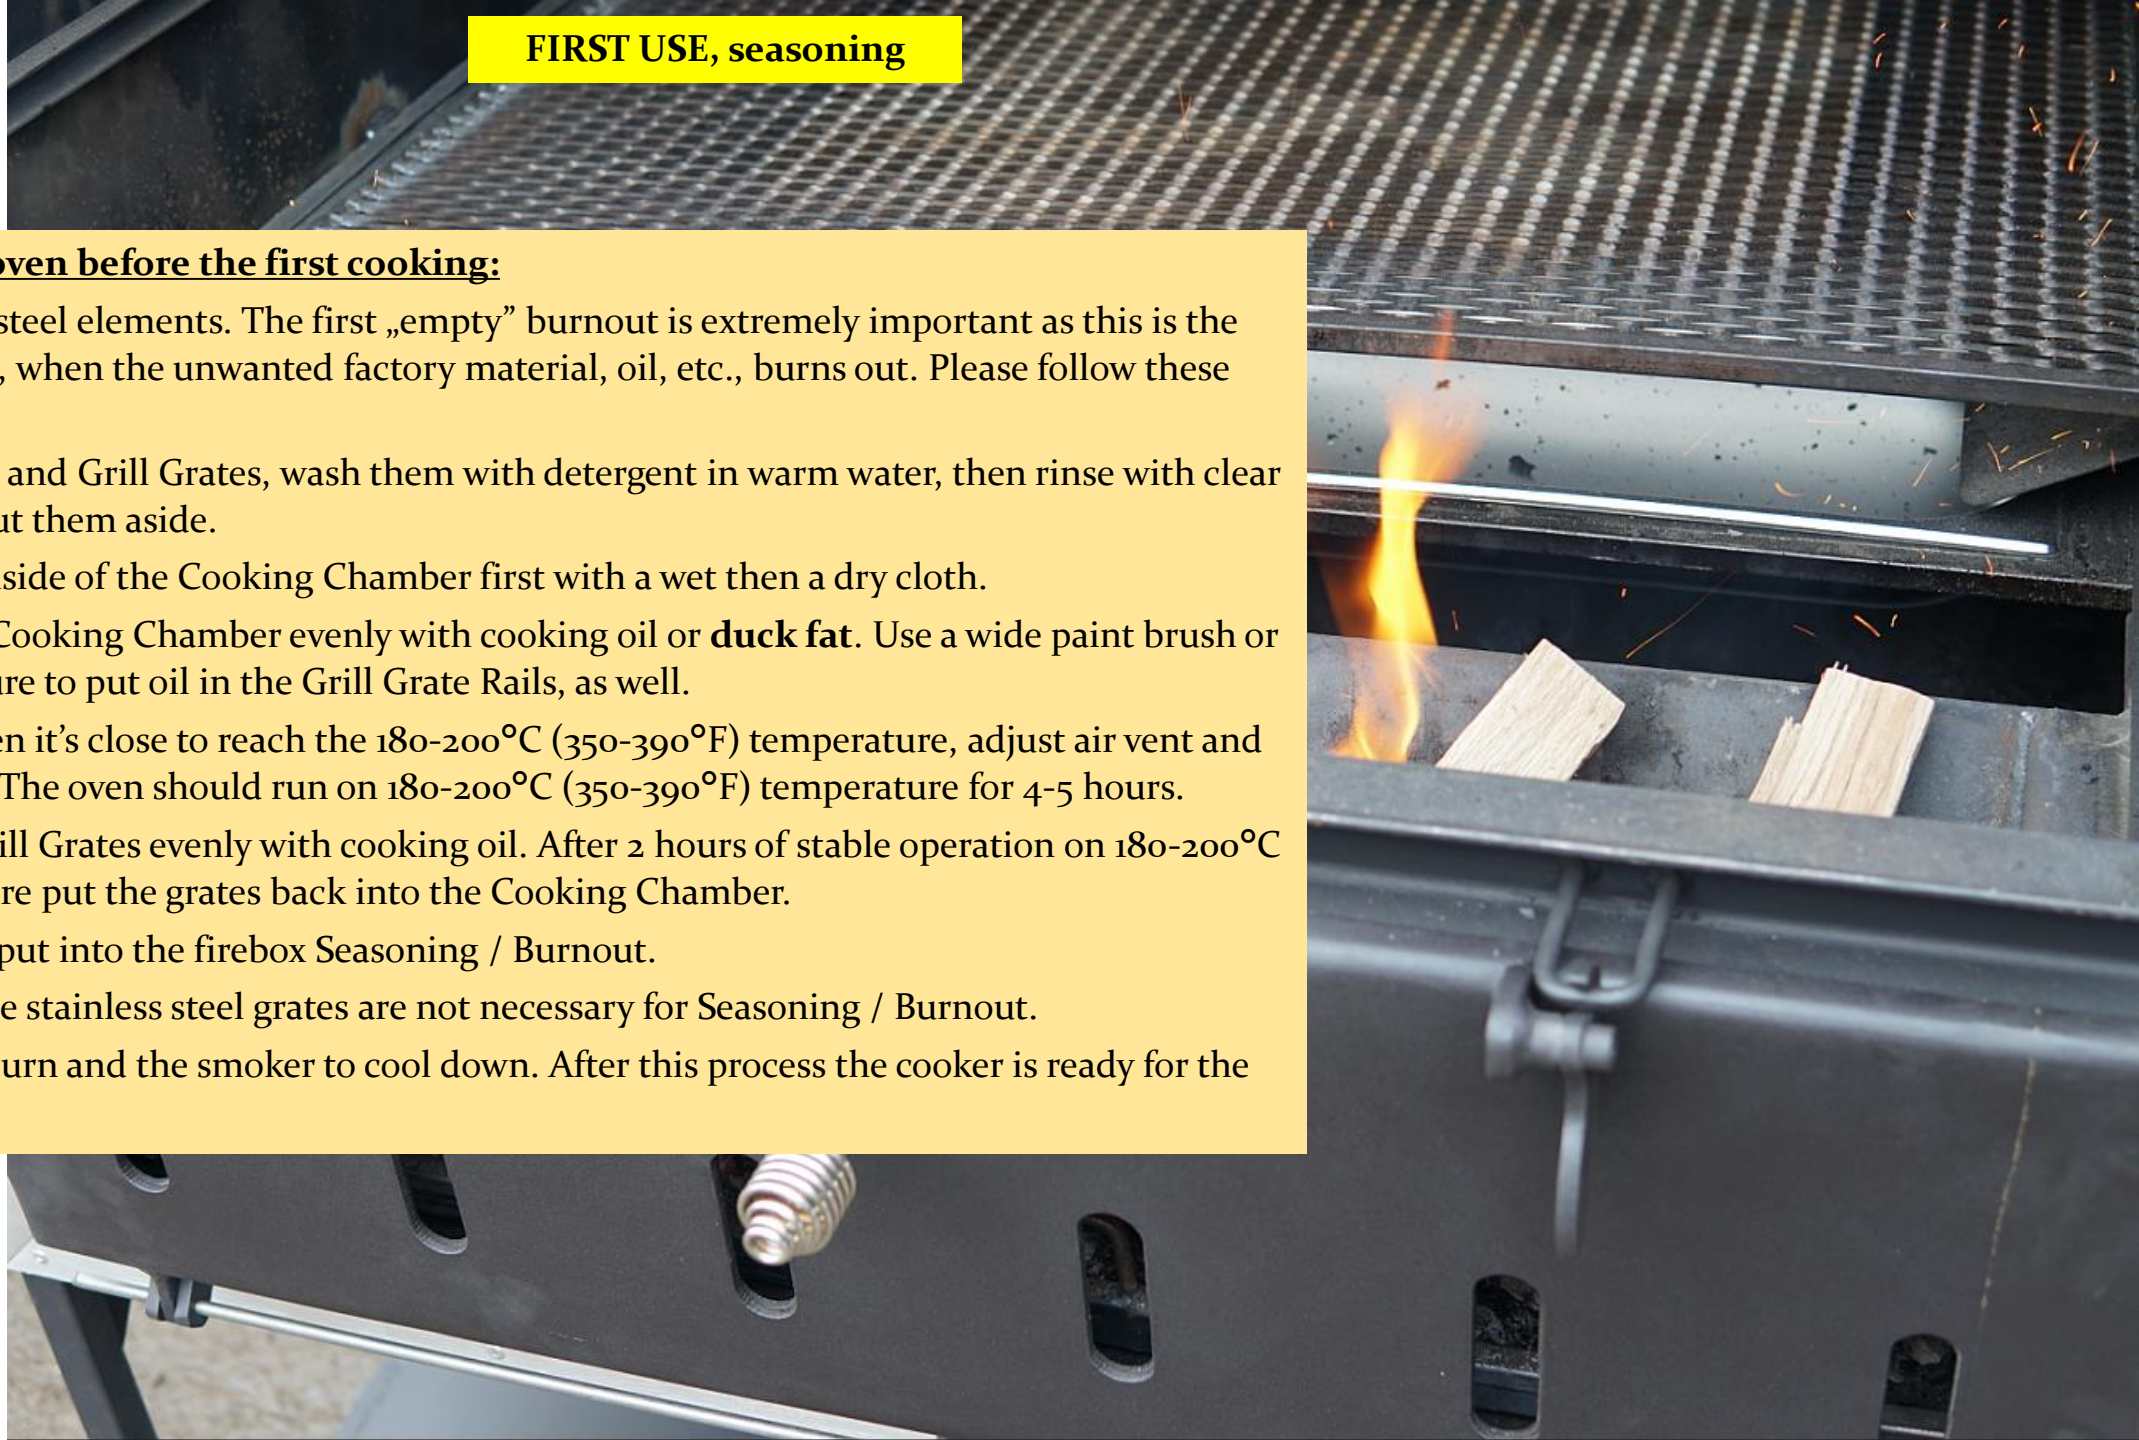 FIRST USE, seasoning
before the first cooking:
steel elements. The first „empty” burnout is extremely important as this is the
, when the unwanted factory material, oil, etc., burns out. Please follow these
and Grill Grates, wash them with detergent in warm water, then rinse with clear
them aside.
of the Cooking Chamber first with a wet then a dry cloth.
Cooking Chamber evenly with cooking oil or duck fat. Use a wide paint brush or
to put oil in the Grill Grate Rails, as well.
it’s close to reach the 180-200°C (350-390°F) temperature, adjust air vent and
The oven should run on 180-200°C (350-390°F) temperature for 4-5 hours.
Grates evenly with cooking oil. After 2 hours of stable operation on 180-200°C
put the grates back into the Cooking Chamber.
put into the firebox Seasoning / Burnout.
stainless steel grates are not necessary for Seasoning / Burnout.
and the smoker to cool down. After this process the cooker is ready for the